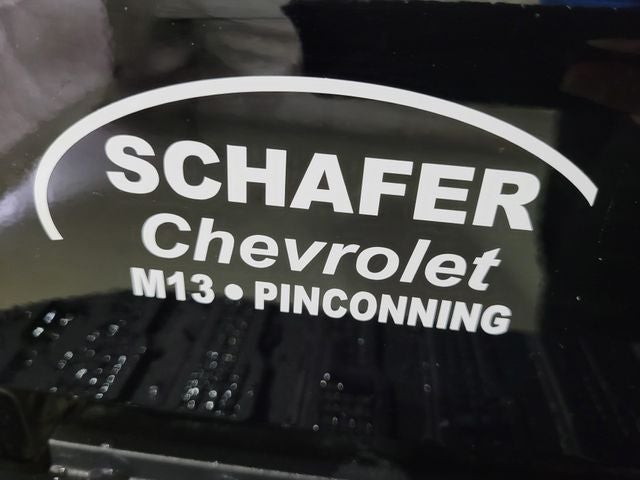 SCHAFER
Chevrolet
M13 • PINCONNING